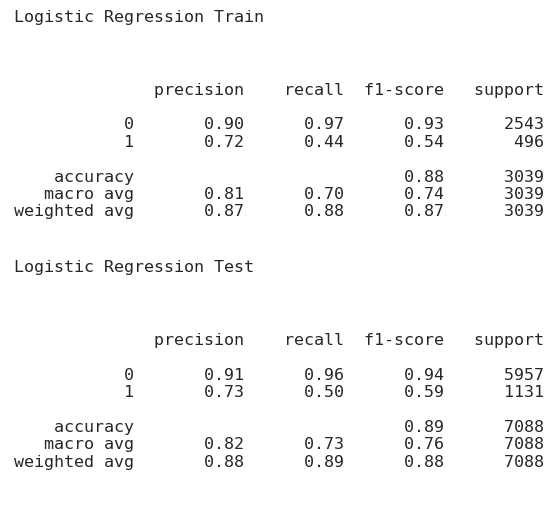 Logistic Regression Train
precision recall f1-score support
0 0.90 0.97 0.93 2543
1 0.72 0.44 0.54 496
accuracy 0.88 3039
macro avg 0.81 0.70 0.74 3039
weighted avg 0.87 0.88 0.87 3039
Logistic Regression Test
precision recall f1-score support
0 0.91 0.96 0.94 5957
1 0.73 0.50 0.59 1131
accuracy 0.89 7088
macro avg 0.82 0.73 0.76 7088
weighted avg 0.88 0.89 0.88 7088